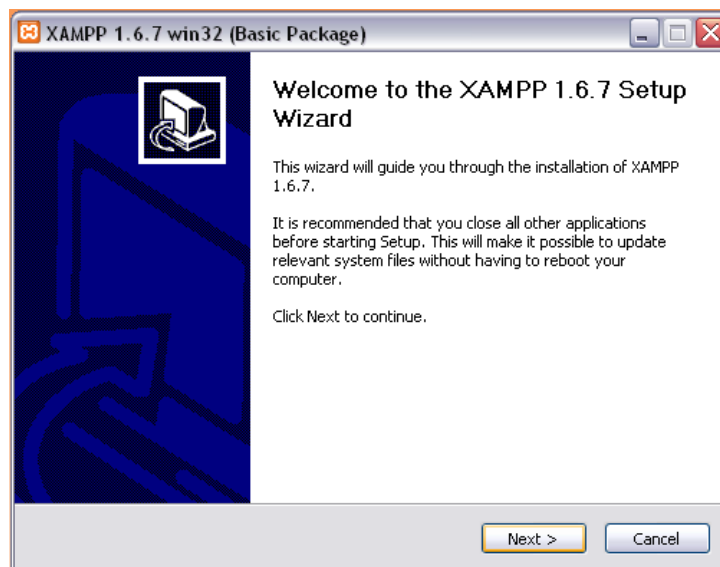 XAMPP 1.6.7 win32 (Basic Package)
Welcome to the XAMPP 1.6.7 Setup
Wizard
This wizard will guide you through the installation of XAMPP
1.6.7.
It is recommended that you close all other applications
before starting Setup. This will make it possible to update
relevant system files without having to reboot your
computer.
Click Next to continue.
Next >
Cancel